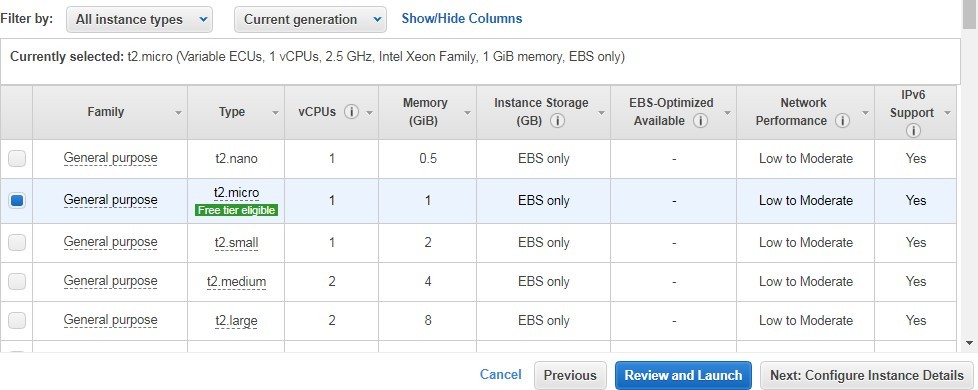 Filter by: All instance types Current generation Show/Hide Columns
Currently selected: t2.micro (Variable ECUs, 1 vCPUs, 2.5 GHz, Intel Xeon Family, 1 GiB memory, EBS only)
Family Type vCPUs i Memory (GiB) Instance Storage (GB) i EBS-Optimized Available i Network Performance i IPv6 Support i
General purpose t2.nano 1 0.5 EBS only - Low to Moderate Yes
General purpose t2.micro Free tier eligible 1 1 EBS only - Low to Moderate Yes
General purpose t2.small 1 2 EBS only - Low to Moderate Yes
General purpose t2.medium 2 4 EBS only - Low to Moderate Yes
General purpose t2.large 2 8 EBS only - Low to Moderate Yes
Cancel Previous Review and Launch Next: Configure Instance Details